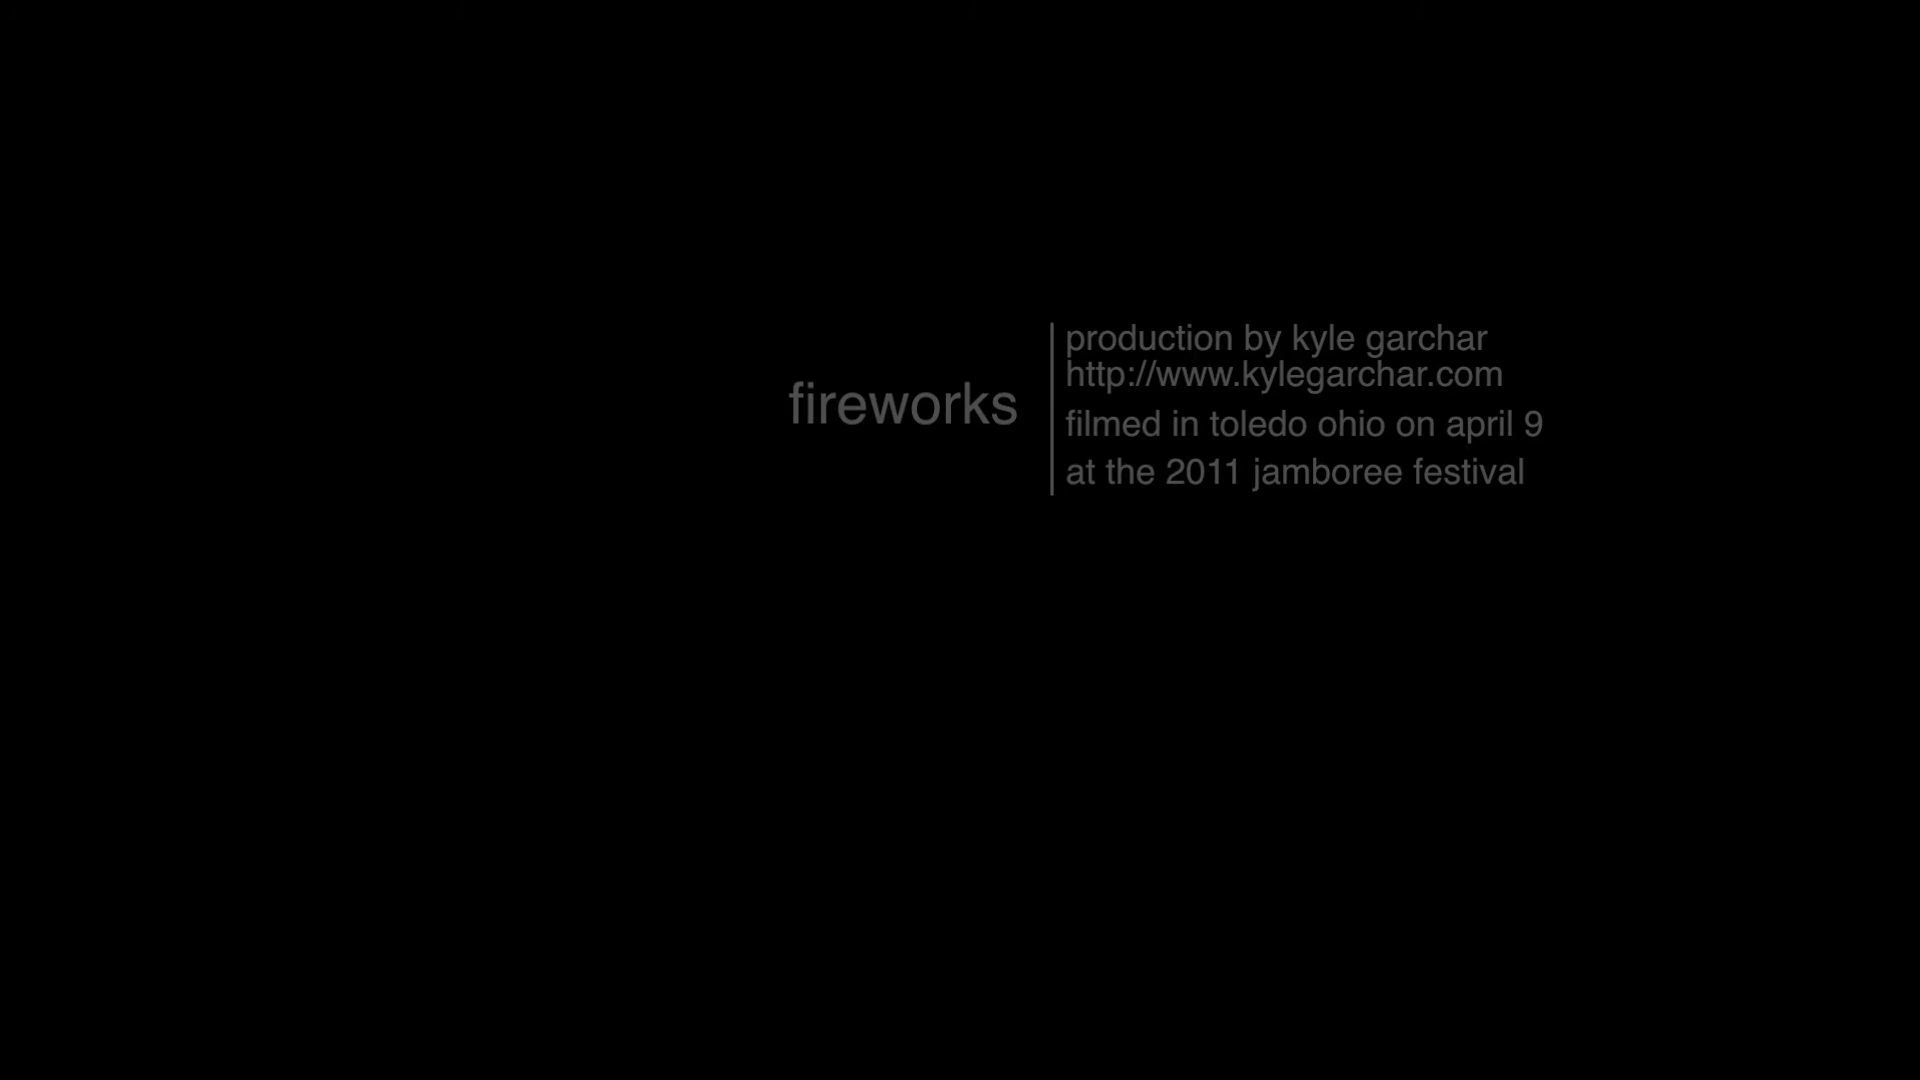 fireworks
production by kyle garchar
http://www.kylegarchar.com
filmed in toledo ohio on april 9
at the 2011 jamboree festival